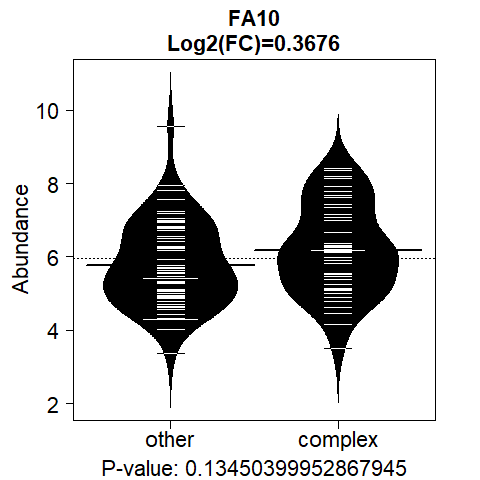 FA10
Log2(FC)=0.3676
Abundance
10
8
6
4
2
other complex
P-value: 0.13450399952867945